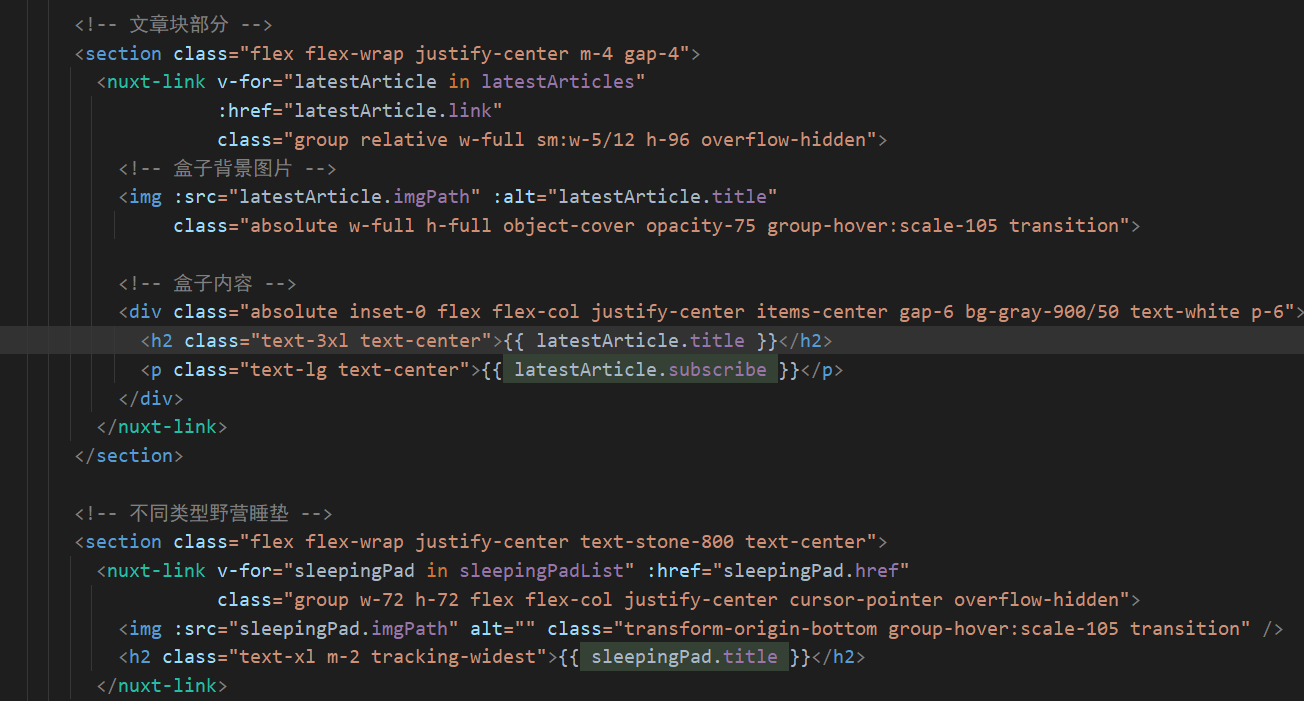 <!-- 文章块部分 -->
<section class="flex flex-wrap justify-center m-4 gap-4">
<nuxt-link v-for="latestArticle in latestArticles"
:href="latestArticle.link"
class="group relative w-full sm:w-5/12 h-96 overflow-hidden">
<!-- 盒子背景图片 -->
<img :src="latestArticle.imgPath" :alt="latestArticle.title"
class="absolute w-full h-full object-cover opacity-75 group-hover:scale-105 transition">
<!-- 盒子内容 -->
<div class="absolute inset-0 flex flex-col justify-center items-center gap-6 bg-gray-900/50 text-white p-6">
<h2 class="text-3xl text-center">{{ latestArticle.title }}</h2>
<p class="text-lg text-center">{{ latestArticle.subscribe }}</p>
</div>
</nuxt-link>
</section>
<!-- 不同类型野营睡垫 -->
<section class="flex flex-wrap justify-center text-stone-800 text-center">
<nuxt-link v-for="sleepingPad in sleepingPadList" :href="sleepingPad.href"
class="group w-72 h-72 flex flex-col justify-center cursor-pointer overflow-hidden">
<img :src="sleepingPad.imgPath" alt="" class="transform-origin-bottom group-hover:scale-105 transition" />
<h2 class="text-xl m-2 tracking-widest">{{ sleepingPad.title }}</h2>
</nuxt-link>